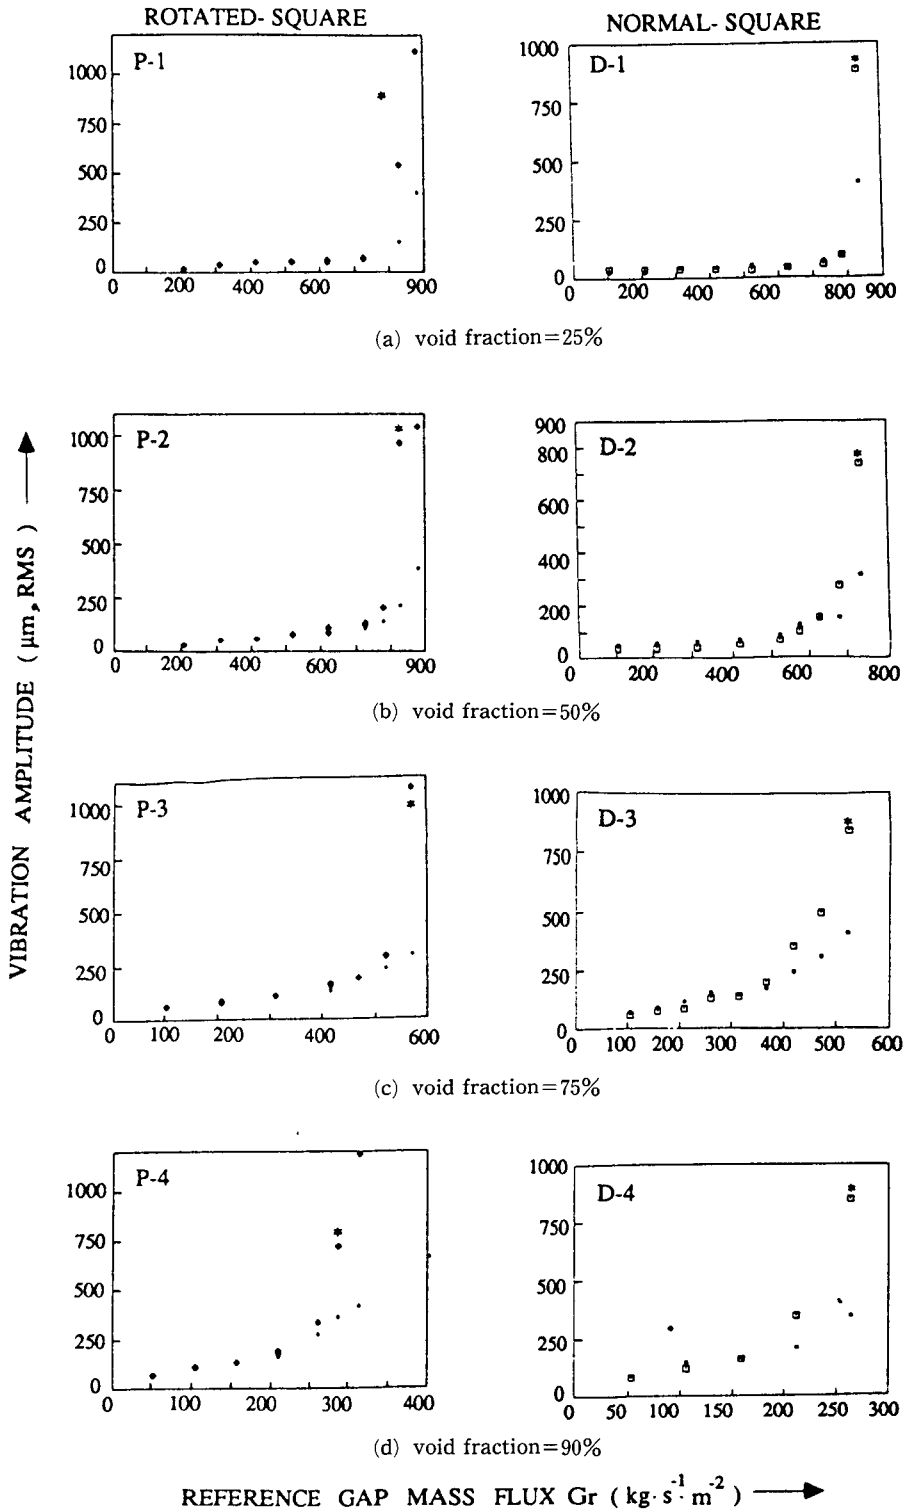 ROTATED-SQUARE NORMAL-SQUARE
P-1
1000
750
500
250
0
0 200 400 600 900
D-1
1000
750
500
250
0
0 200 400 600 800 900
(a) void fraction=25%
P-2
1000
750
500
250
0
0 200 400 600 900
D-2
900
800
600
400
200
0
0 200 400 600 800
(b) void fraction=50%
P-3
1000
750
500
250
0
0 100 200 400 600
D-3
1000
750
500
250
0
0 100 200 300 400 500 600
(c) void fraction=75%
P-4
1000
750
500
250
0
0 100 200 300 400
D-4
1000
750
500
250
0
0 50 100 150 200 250 300
(d) void fraction=90%
VIBRATION AMPLITUDE (μm, RMS)
REFERENCE GAP MASS FLUX Gr (kg·s⁻¹·m⁻²)